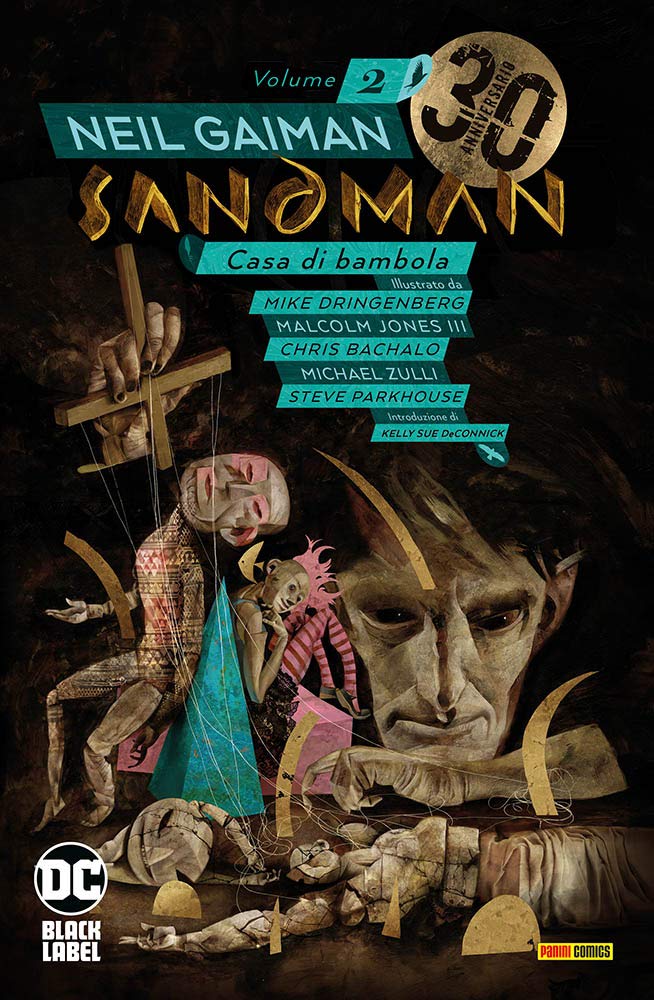 Volume 2
30
ANNIVERSARIO
NEIL GAIMAN
SANDMAN
Casa di bambola
Illustrato da
MIKE DRINGENBERG
MALCOLM JONES III
CHRIS BACHALO
MICHAEL ZULLI
STEVE PARKHOUSE
Introduzione di
KELLY SUE DeCONNICK
DC
BLACK
LABEL
PANINI COMICS